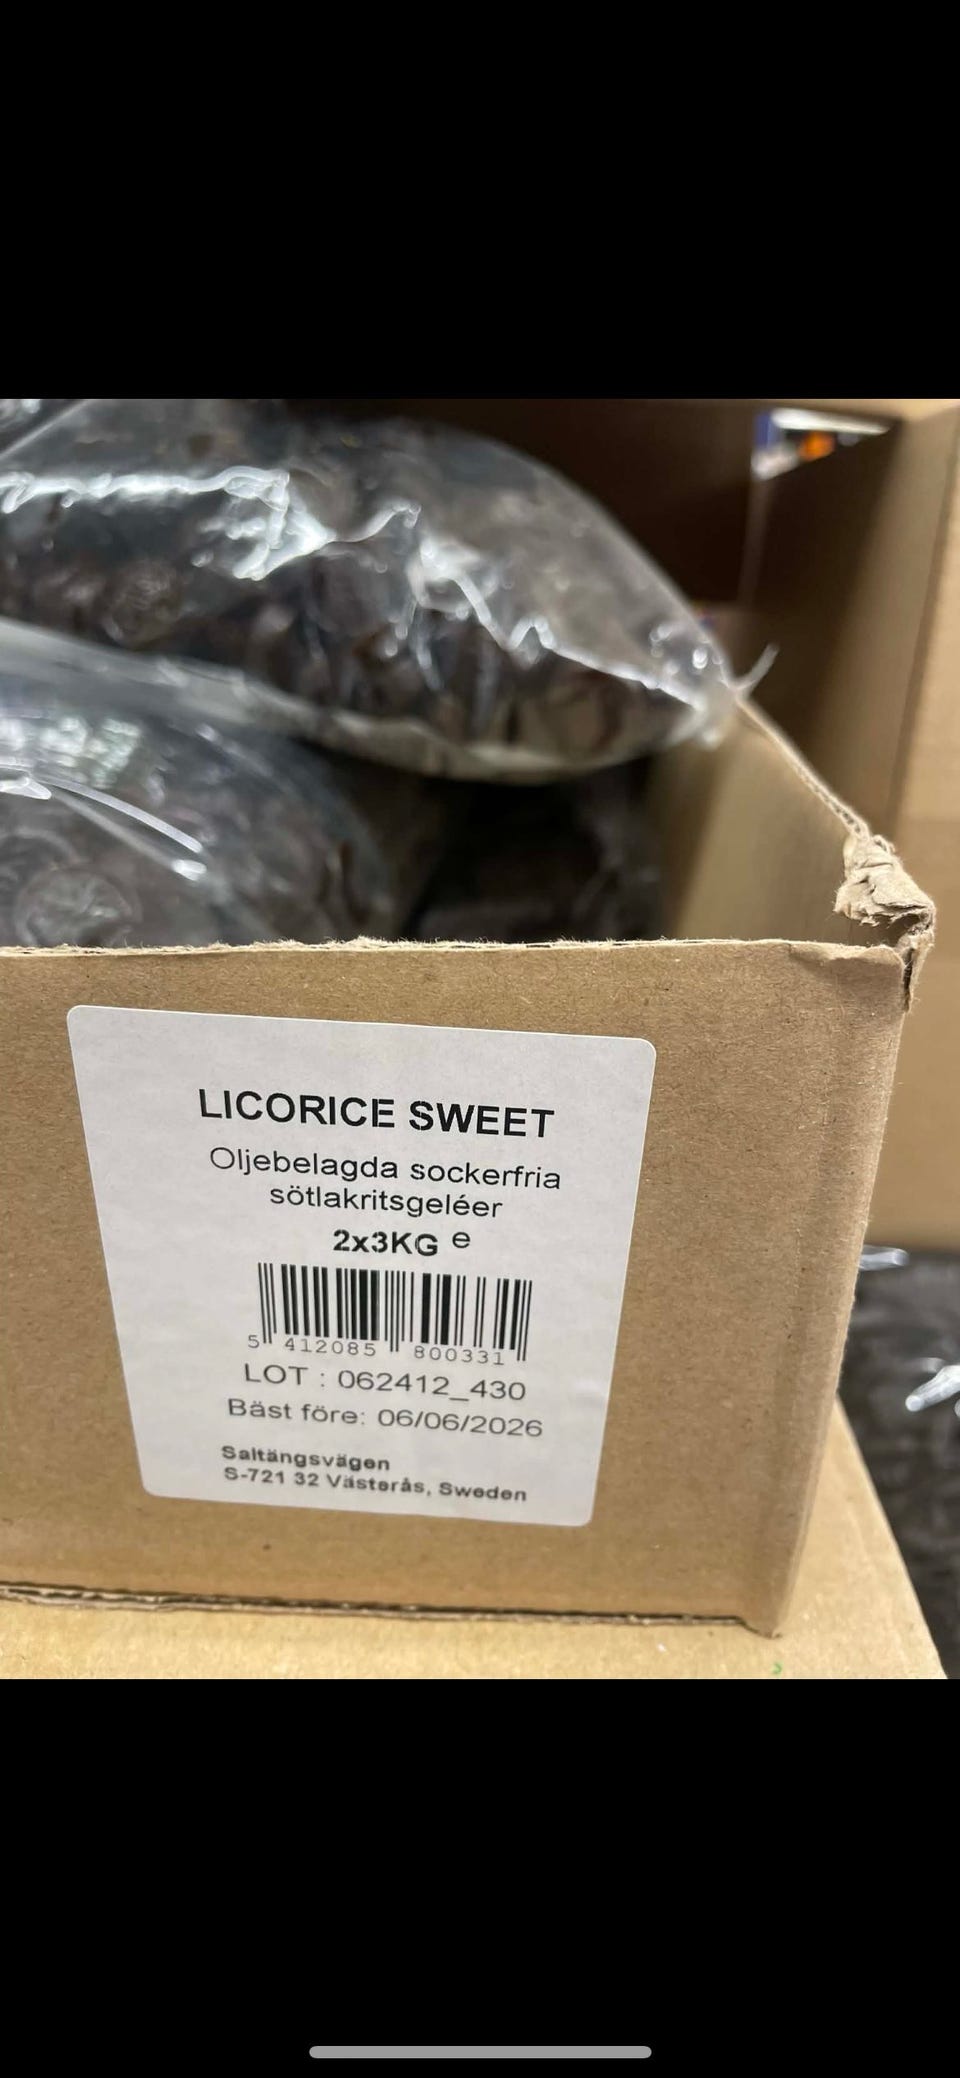 LICORICE SWEET
Oljebelagda sockerfria
sötlakritsgeléer
2x3KG e
5 412085 800331
LOT : 062412_430
Bäst före: 06/06/2026
Saltängsvägen
S-721 32 Västerås, Sweden